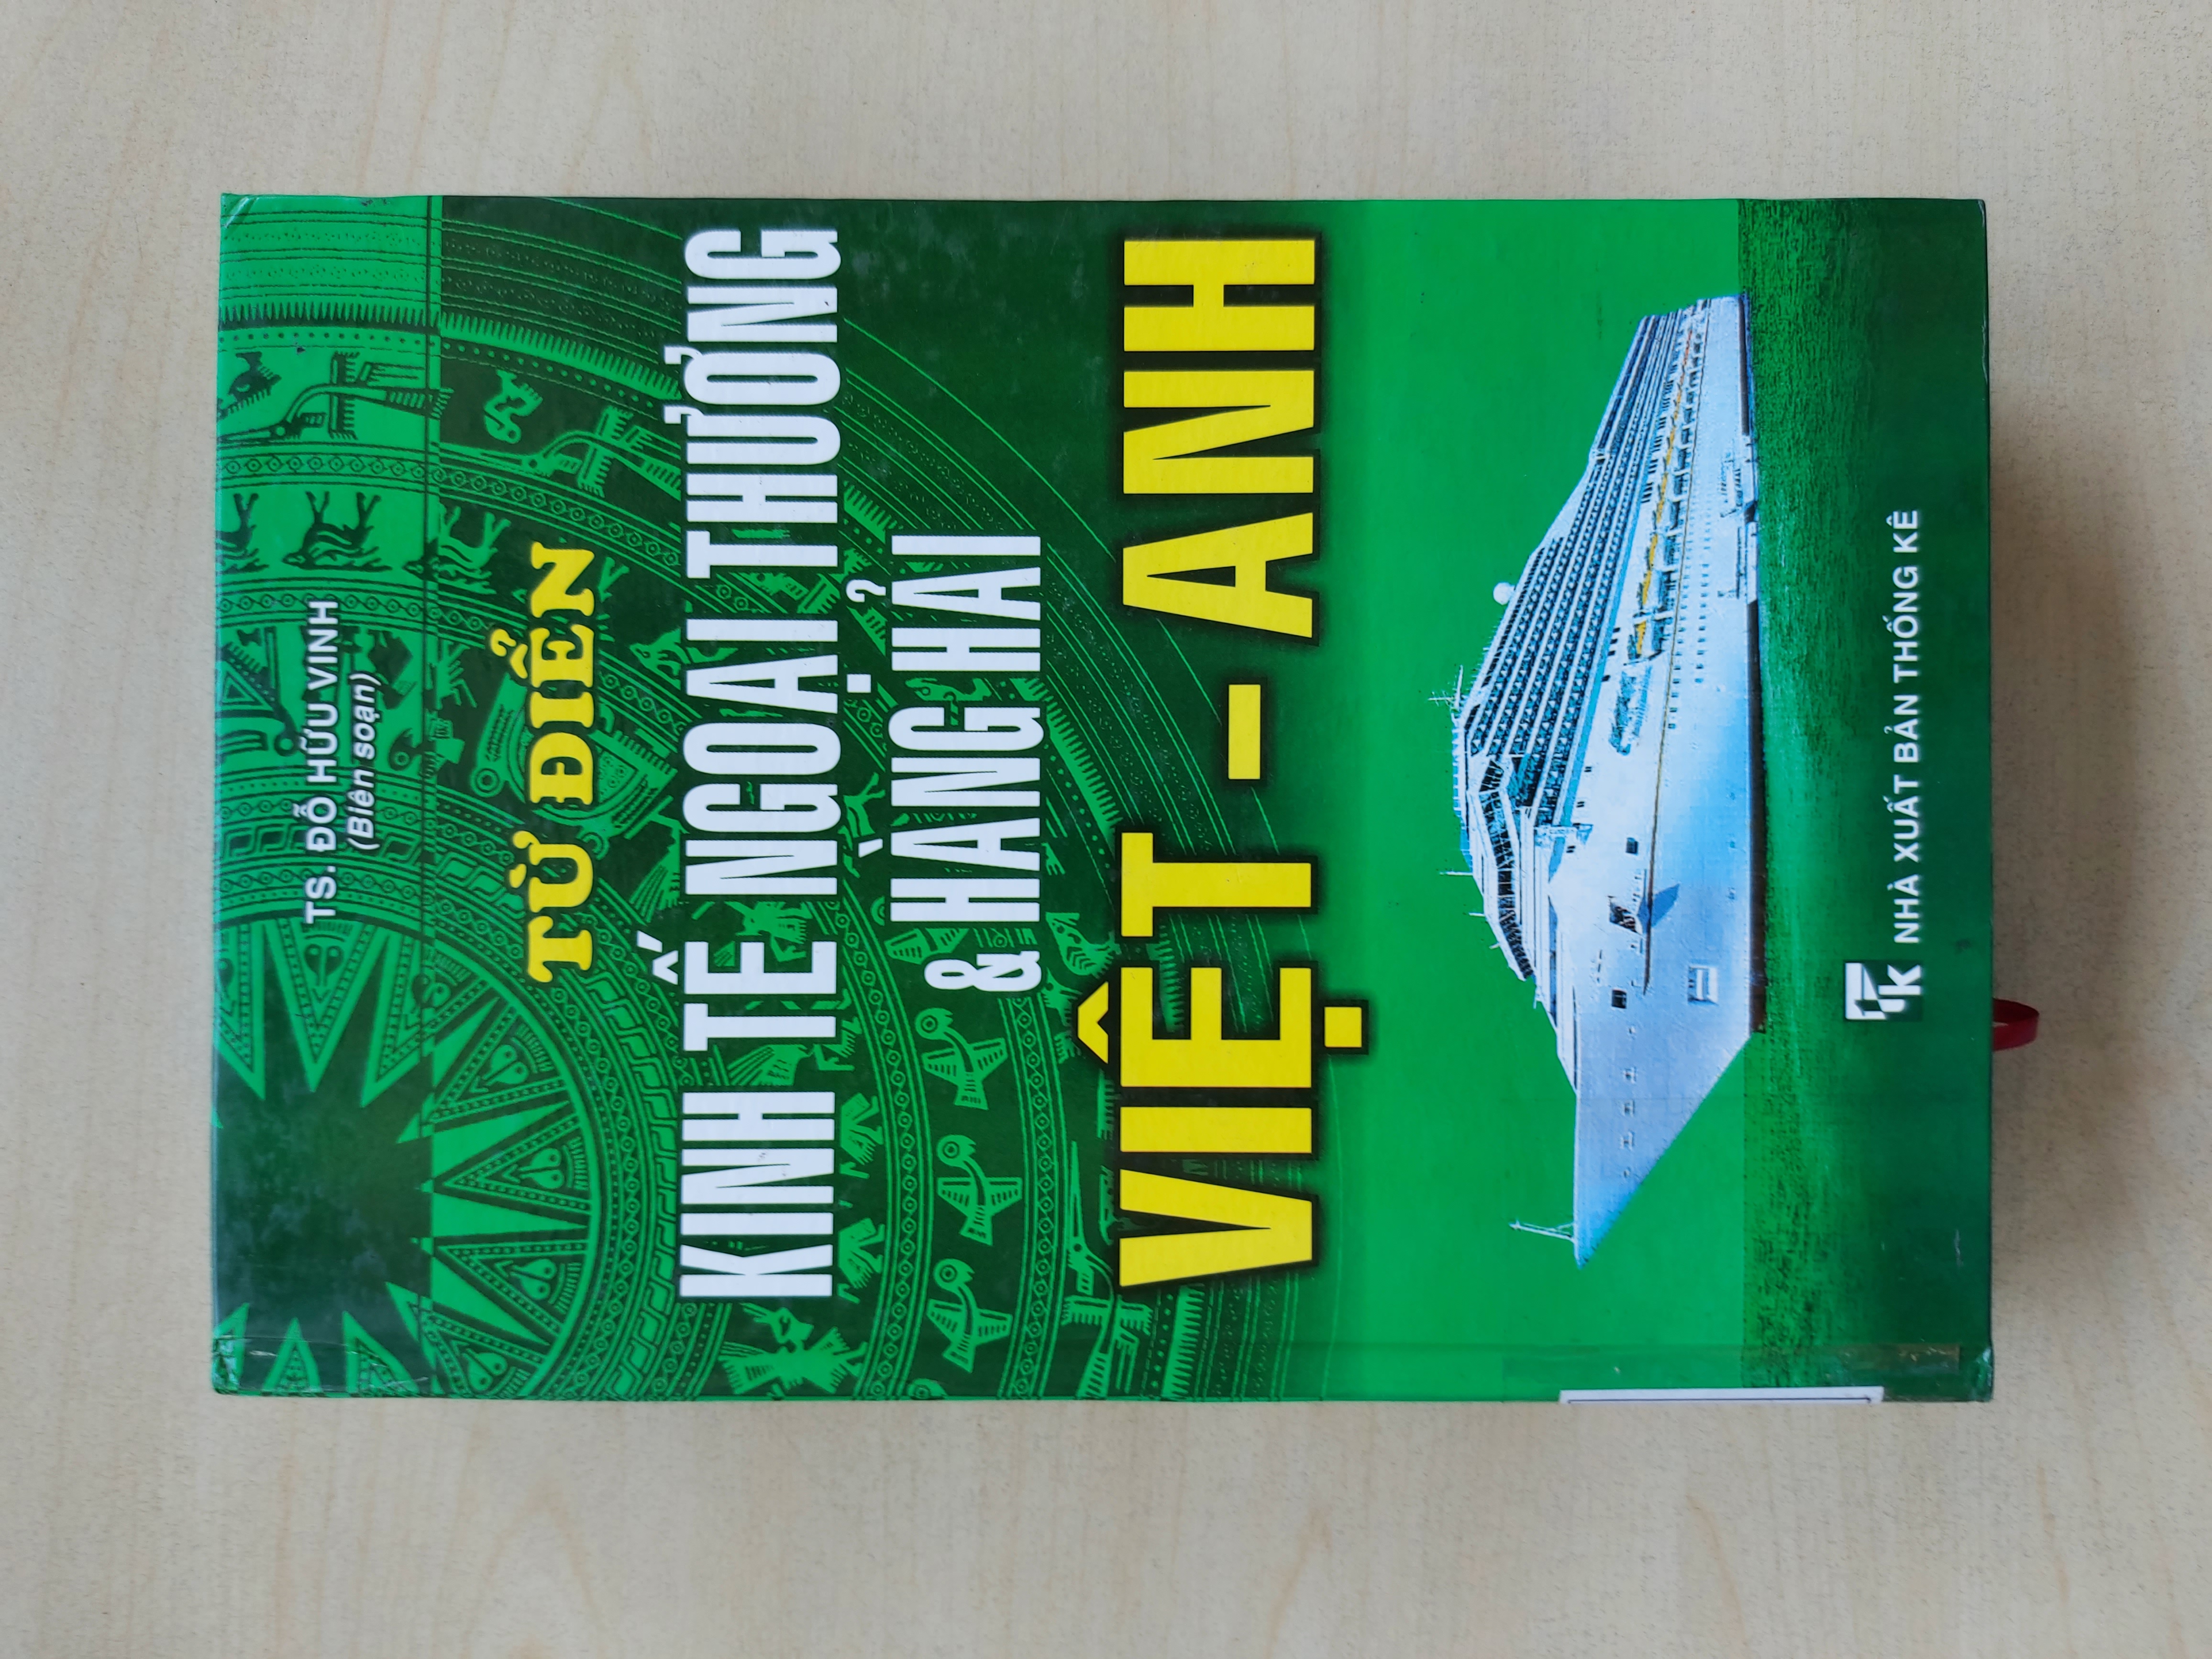 TS. ĐỖ HỮU VINH
(Biên soạn)
TỪ ĐIỂN
KINH TẾ NGOẠI THƯƠNG
& HÀNG HẢI
VIỆT – ANH
TK NHÀ XUẤT BẢN THỐNG KÊ